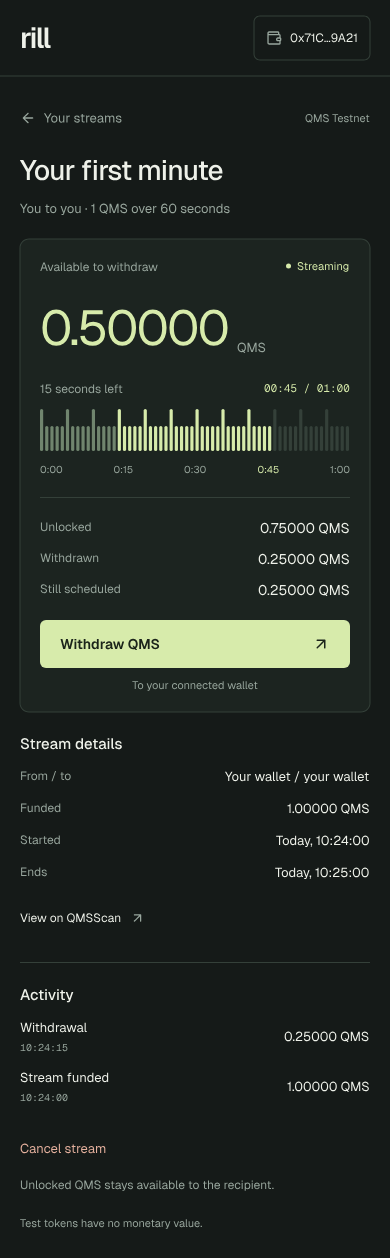 rill
0x71C…9A21
Your streams
QMS Testnet
Your first minute
You to you · 1 QMS over 60 seconds
Available to withdraw
Streaming
0.50000 QMS
15 seconds left
00:45 / 01:00
0:00 0:15 0:30 0:45 1:00
Unlocked 0.75000 QMS
Withdrawn 0.25000 QMS
Still scheduled 0.25000 QMS
Withdraw QMS
To your connected wallet
Stream details
From / to Your wallet / your wallet
Funded 1.00000 QMS
Started Today, 10:24:00
Ends Today, 10:25:00
View on QMSScan
Activity
Withdrawal 0.25000 QMS
10:24:15
Stream funded 1.00000 QMS
10:24:00
Cancel stream
Unlocked QMS stays available to the recipient.
Test tokens have no monetary value.